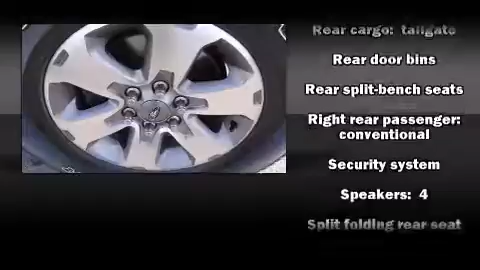 Rear cargo: tailgate
Rear door bins
Rear split-bench seats
Right rear passenger:
conventional
Security system
Speakers: 4
Split folding rear seat